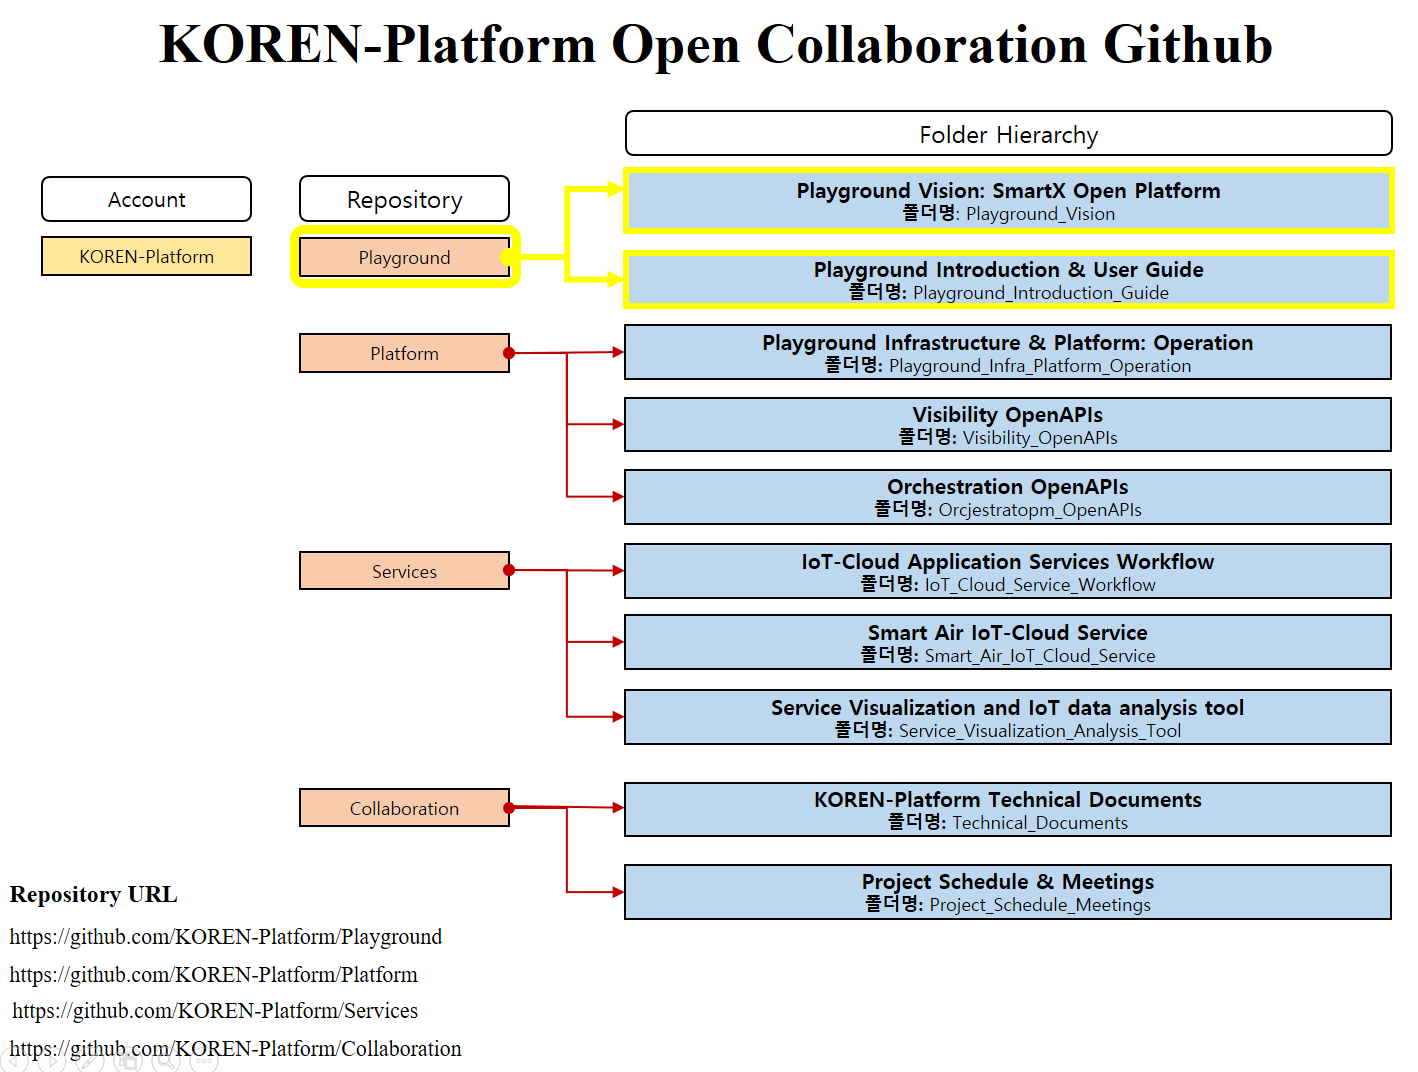 KOREN-Platform Open Collaboration Github
Folder Hierarchy
Account
Repository
KOREN-Platform
Playground
Playground Vision: SmartX Open Platform
폴더명: Playground_Vision
Playground Introduction & User Guide
폴더명: Playground_Introduction_Guide
Platform
Playground Infrastructure & Platform: Operation
폴더명: Playground_Infra_Platform_Operation
Visibility OpenAPIs
폴더명: Visibility_OpenAPIs
Orchestration OpenAPIs
폴더명: Orcjestratopm_OpenAPIs
Services
IoT-Cloud Application Services Workflow
폴더명: IoT_Cloud_Service_Workflow
Smart Air IoT-Cloud Service
폴더명: Smart_Air_IoT_Cloud_Service
Service Visualization and IoT data analysis tool
폴더명: Service_Visualization_Analysis_Tool
Collaboration
KOREN-Platform Technical Documents
폴더명: Technical_Documents
Project Schedule & Meetings
폴더명: Project_Schedule_Meetings
Repository URL
https://github.com/KOREN-Platform/Playground
https://github.com/KOREN-Platform/Platform
https://github.com/KOREN-Platform/Services
https://github.com/KOREN-Platform/Collaboration